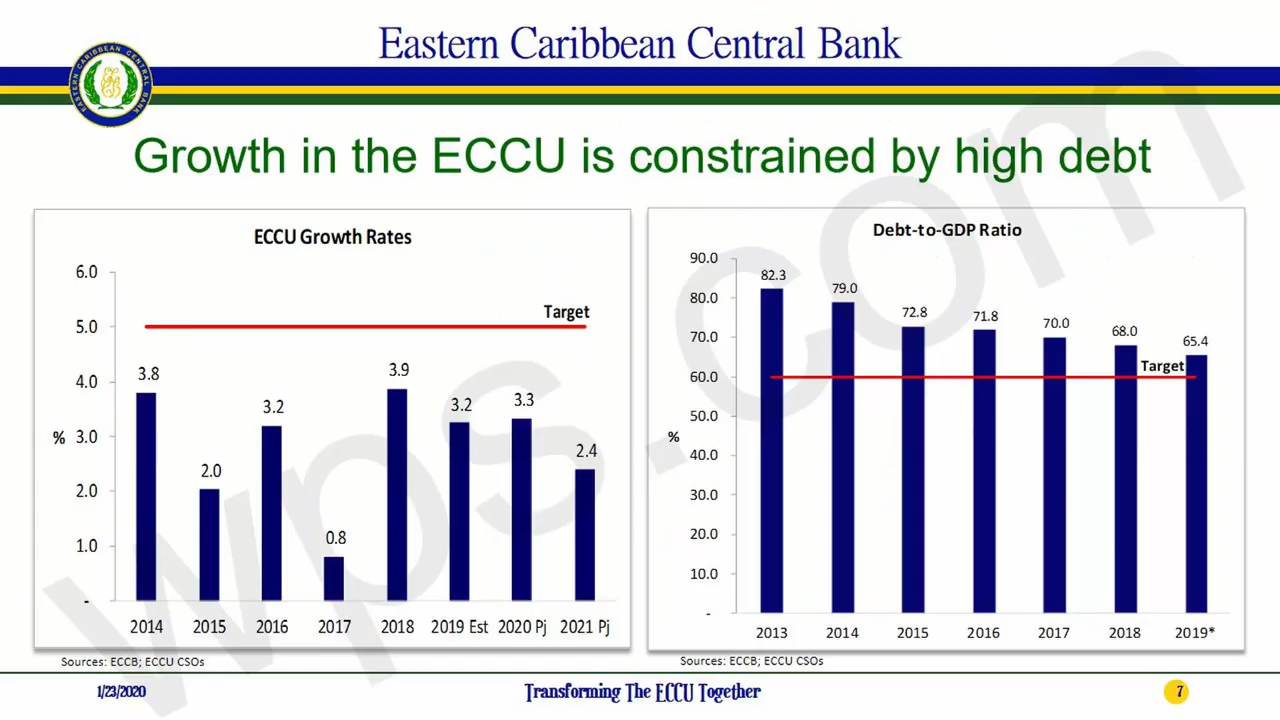 Eastern Caribbean Central Bank
EASTERN CARIBBEAN CENTRAL BANK
Growth in the ECCU is constrained by high debt
ECCU Growth Rates
6.0
5.0
4.0
% 3.0
2.0
1.0
-
Target
3.8
2.0
3.2
0.8
3.9
3.2
3.3
2.4
2014 2015 2016 2017 2018 2019 Est 2020 Pj 2021 Pj
Sources: ECCB; ECCU CSOs
Debt-to-GDP Ratio
90.0
80.0
70.0
60.0
50.0
%
40.0
30.0
20.0
10.0
-
82.3
79.0
72.8
71.8
70.0
68.0
65.4
Target
2013 2014 2015 2016 2017 2018 2019*
Sources: ECCB; ECCU CSOs
wps.com
1/23/2020 Transforming The ECCU Together 7